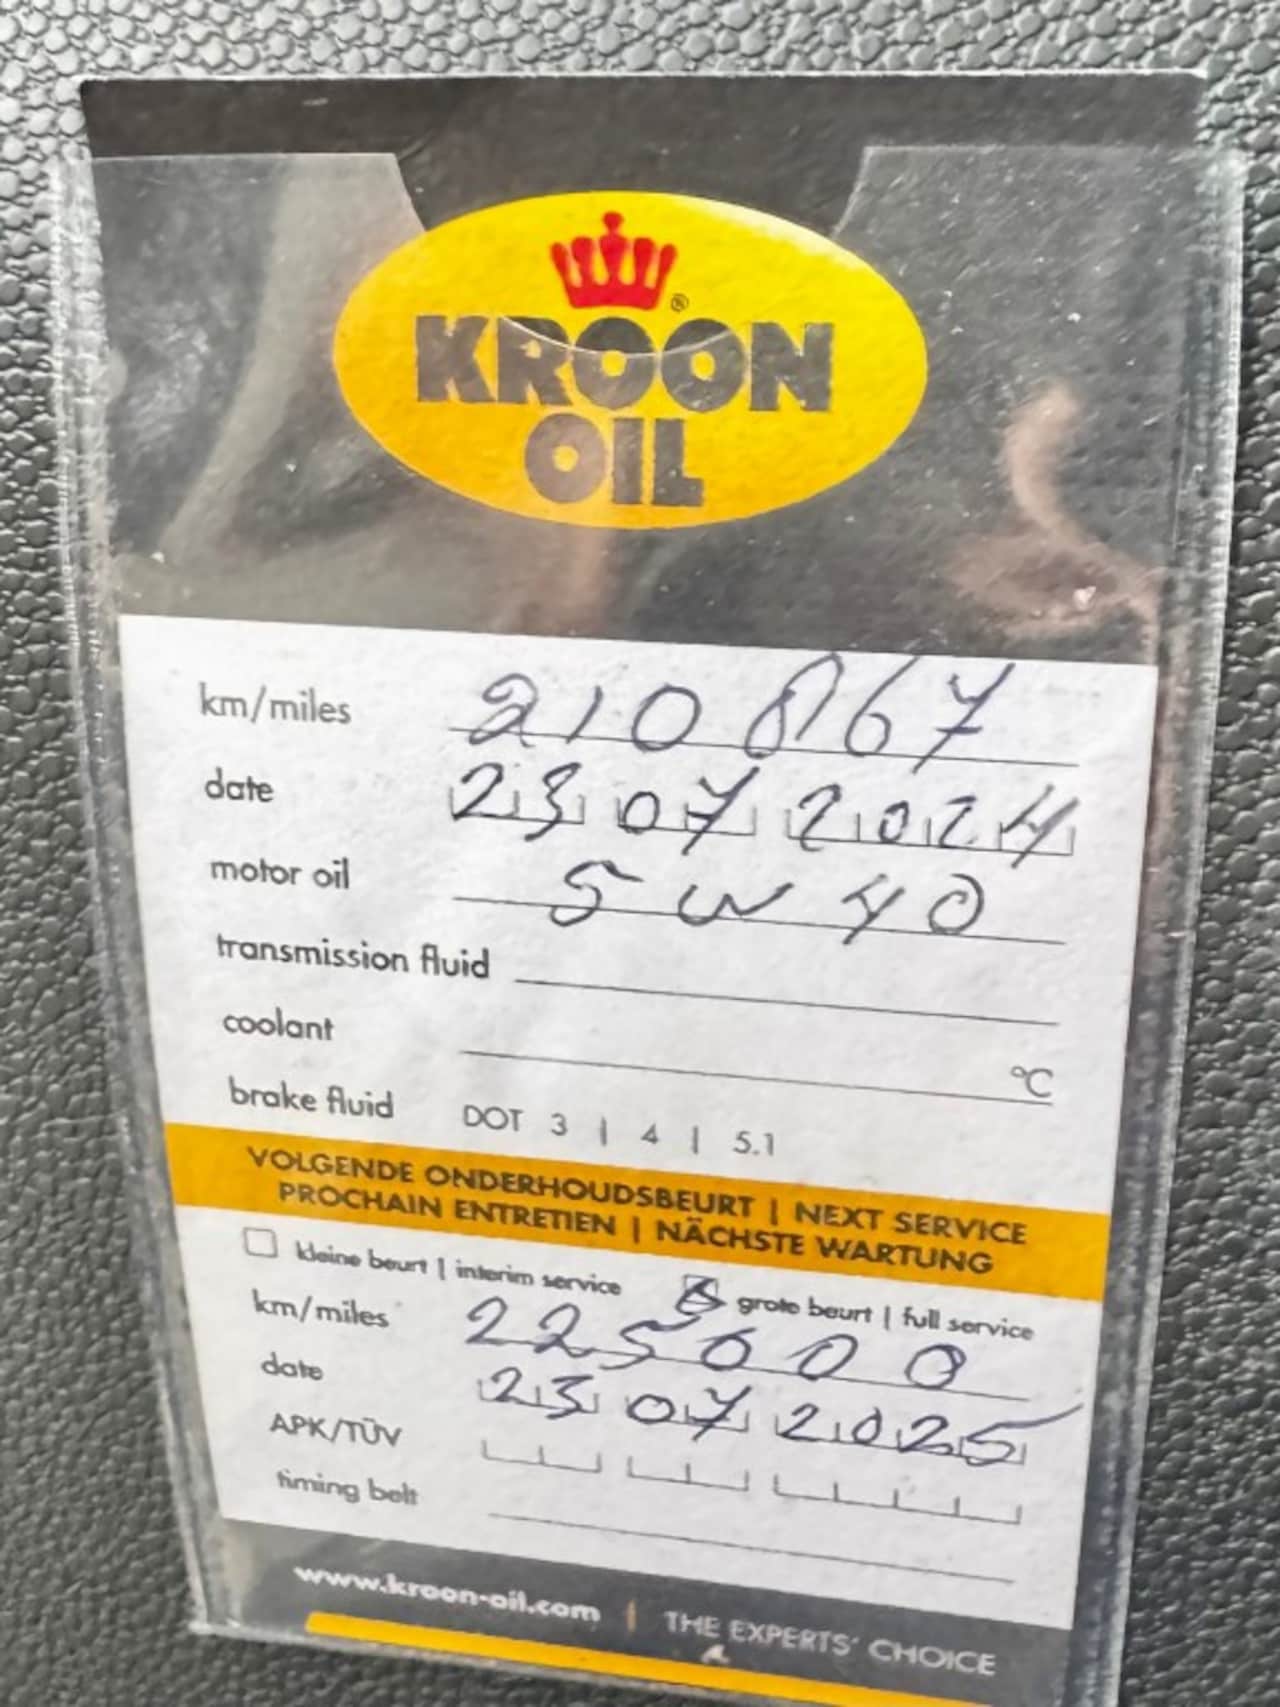 KROON®
OIL
km/miles 210867
date 23 07 2024
motor oil 5W40
transmission fluid
coolant °C
brake fluid DOT 3 | 4 | 5.1
VOLGENDE ONDERHOUDSBEURT | NEXT SERVICE
PROCHAIN ENTRETIEN | NÄCHSTE WARTUNG
kleine beurt | interim service grote beurt | full service
km/miles 225000
date 23 07 2025
APK/TÜV
timing belt
www.kroon-oil.com | THE EXPERTS' CHOICE